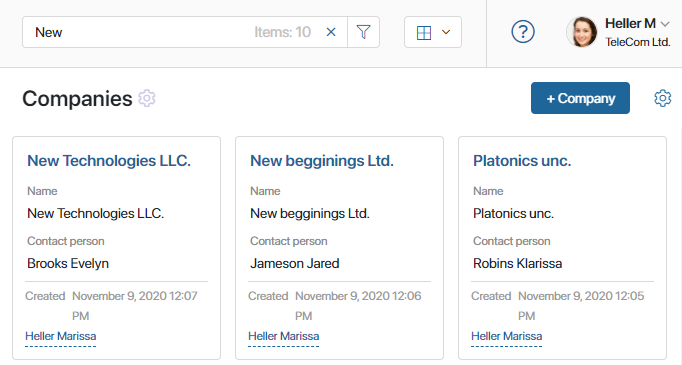 New Items: 10
Heller M
TeleCom Ltd.
Companies
+ Company
New Technologies LLC.
Name
New Technologies LLC.
Contact person
Brooks Evelyn
Created November 9, 2020 12:07
PM
Heller Marissa
New begginings Ltd.
Name
New begginings Ltd.
Contact person
Jameson Jared
Created November 9, 2020 12:06
PM
Heller Marissa
Platonics unc.
Name
Platonics unc.
Contact person
Robins Klarissa
Created November 9, 2020 12:05
PM
Heller Marissa